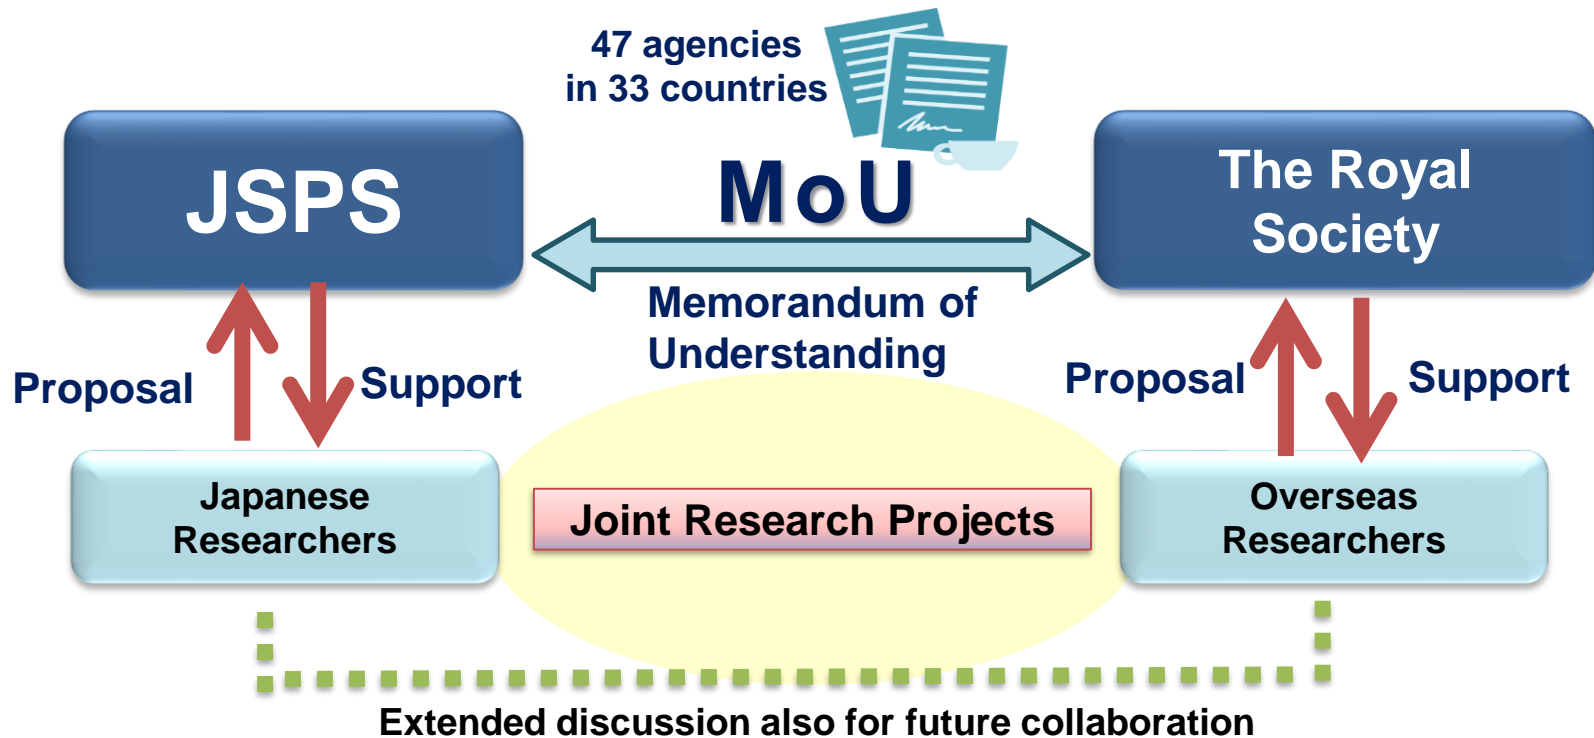 47 agencies
in 33 countries
JSPS
MoU
The Royal
Society
Memorandum of
Understanding
Proposal
Support
Proposal
Support
Japanese
Researchers
Joint Research Projects
Overseas
Researchers
Extended discussion also for future collaboration